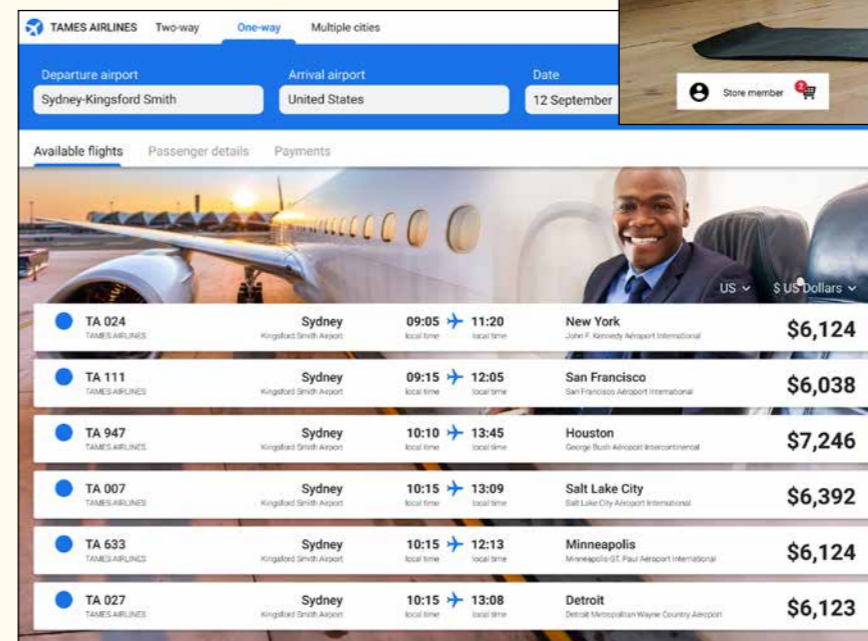 TAMES AIRLINES Two-way One-way Multiple cities
Departure airport Arrival airport Date
Sydney-Kingsford Smith United States 12 September
2
Store member
Available flights Passenger details Payments
US $ US Dollars
TA 024 Sydney 09:05 11:20 New York $6,124
TAMES AIRLINES Kingsford Smith Airport local time local time John F. Kennedy Aéroport International
TA 111 Sydney 09:15 12:05 San Francisco $6,038
TAMES AIRLINES Kingsford Smith Airport local time local time San Francisos Aéroport International
TA 947 Sydney 10:10 13:45 Houston $7,246
TAMES AIRLINES Kingsford Smith Airport local time local time George Bush Aéroport Intercontinental
TA 007 Sydney 10:15 13:09 Salt Lake City $6,392
TAMES AIRLINES Kingsford Smith Airport local time local time Salt Lake City Aéroport International
TA 633 Sydney 10:15 12:13 Minneapolis $6,124
TAMES AIRLINES Kingsford Smith Airport local time local time Minneapolis-ST. Paul Aéroport international
TA 027 Sydney 10:15 13:08 Detroit $6,123
TAMES AIRLINES Kingsford Smith Airport local time local time Detroit Metropolitan Wayne Country Aéroport